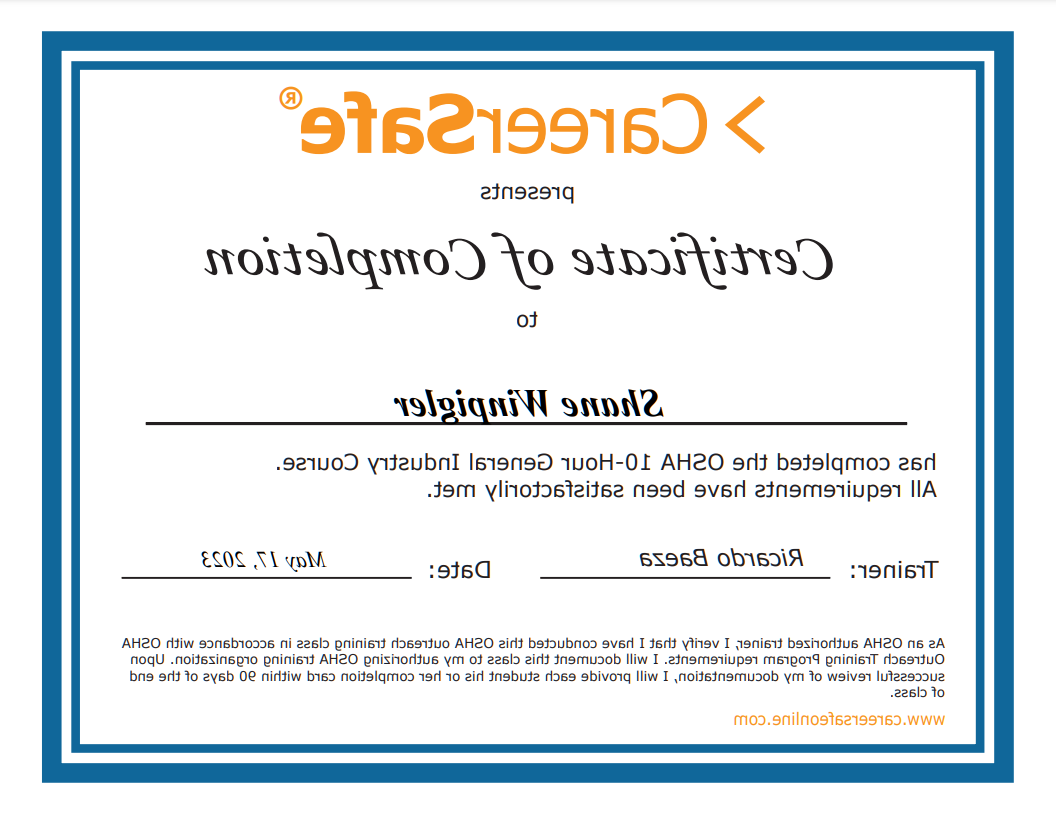 > CareerSafe®
presents
Certificate of Completion
to
Shane Winpigler
has completed the OSHA 10-Hour General Industry Course.
All requirements have been satisfactorily met.
Trainer: Ricardo Baeza Date: May 17, 2023
As an OSHA authorized trainer, I verify that I have conducted this OSHA outreach training class in accordance with OSHA
Outreach Training Program requirements. I will document this class to my authorizing OSHA training organization. Upon
successful review of my documentation, I will provide each student his or her completion card within 90 days of the end
of class.
www.careersafeonline.com